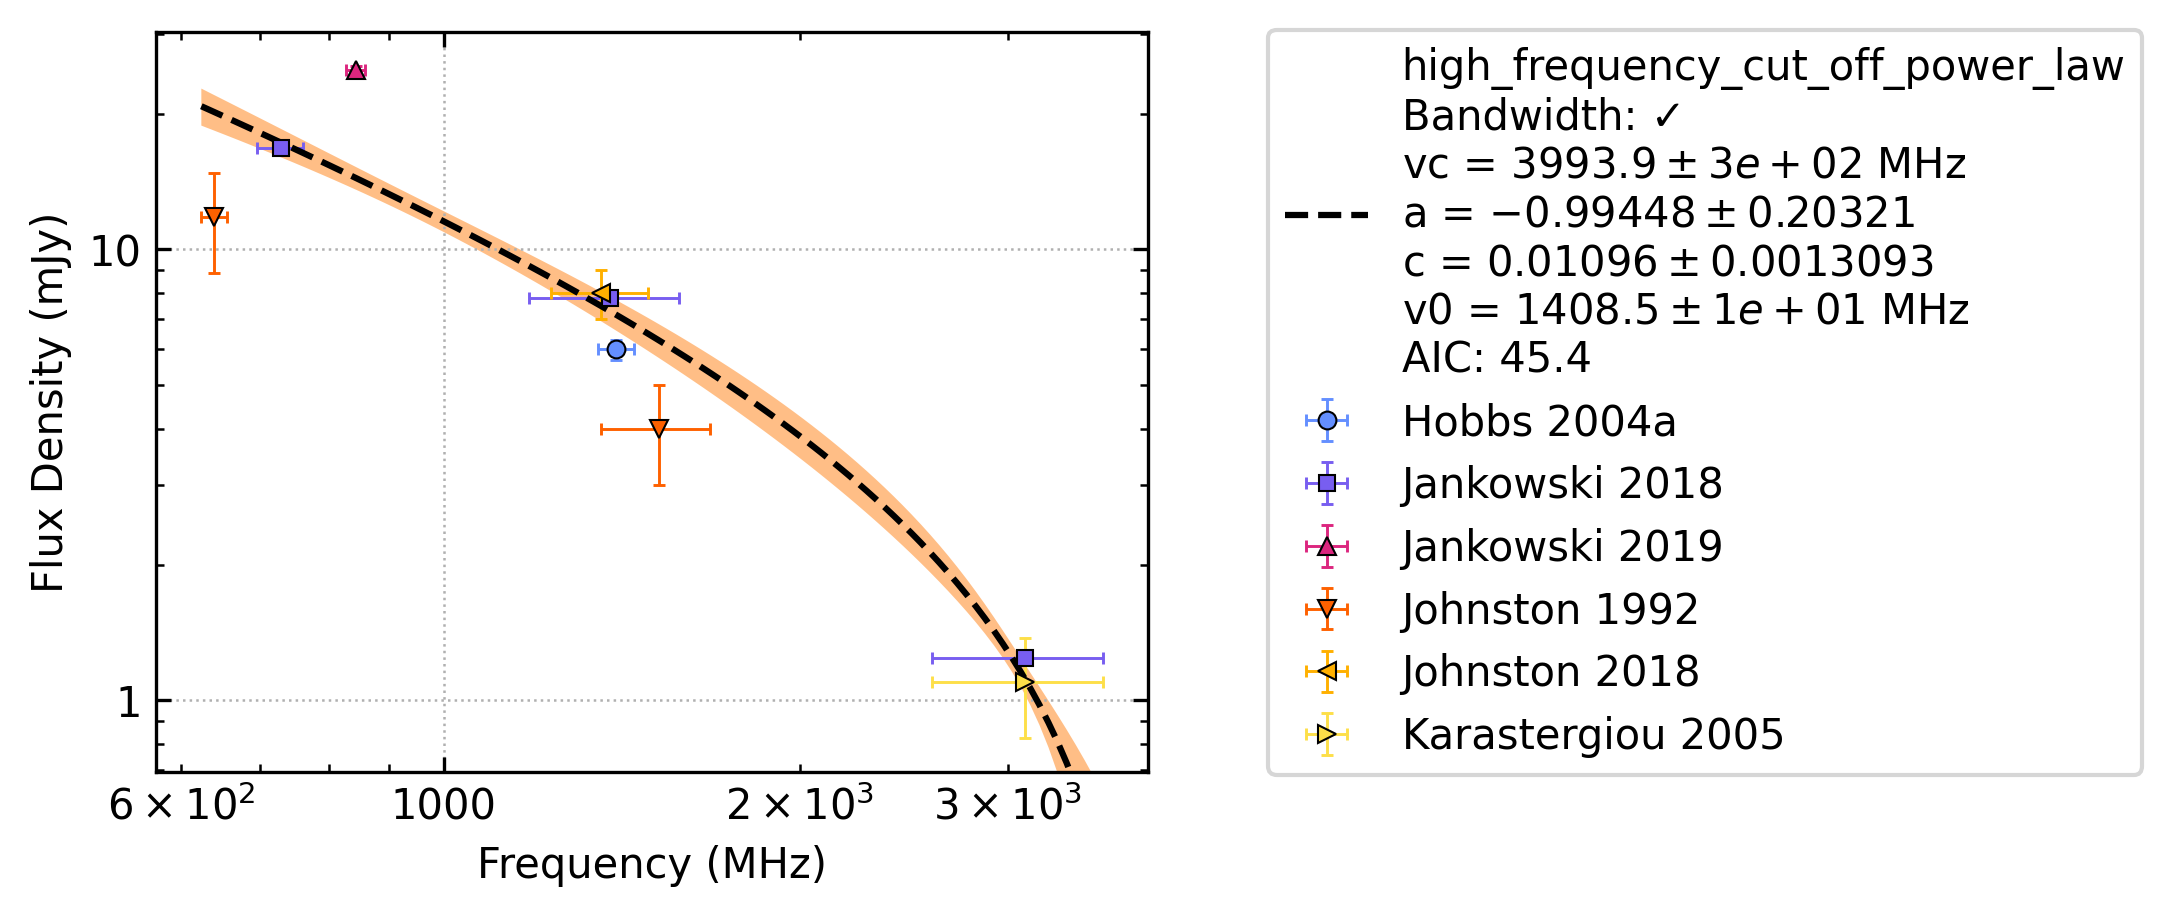 10
1
6 × 10²
1000
2 × 10³
3 × 10³
Flux Density (mJy)
Frequency (MHz)
high_frequency_cut_off_power_law
Bandwidth: ✓
vc = 3993.9 ± 3e + 02 MHz
a = −0.99448 ± 0.20321
c = 0.01096 ± 0.0013093
v0 = 1408.5 ± 1e + 01 MHz
AIC: 45.4
Hobbs 2004a
Jankowski 2018
Jankowski 2019
Johnston 1992
Johnston 2018
Karastergiou 2005